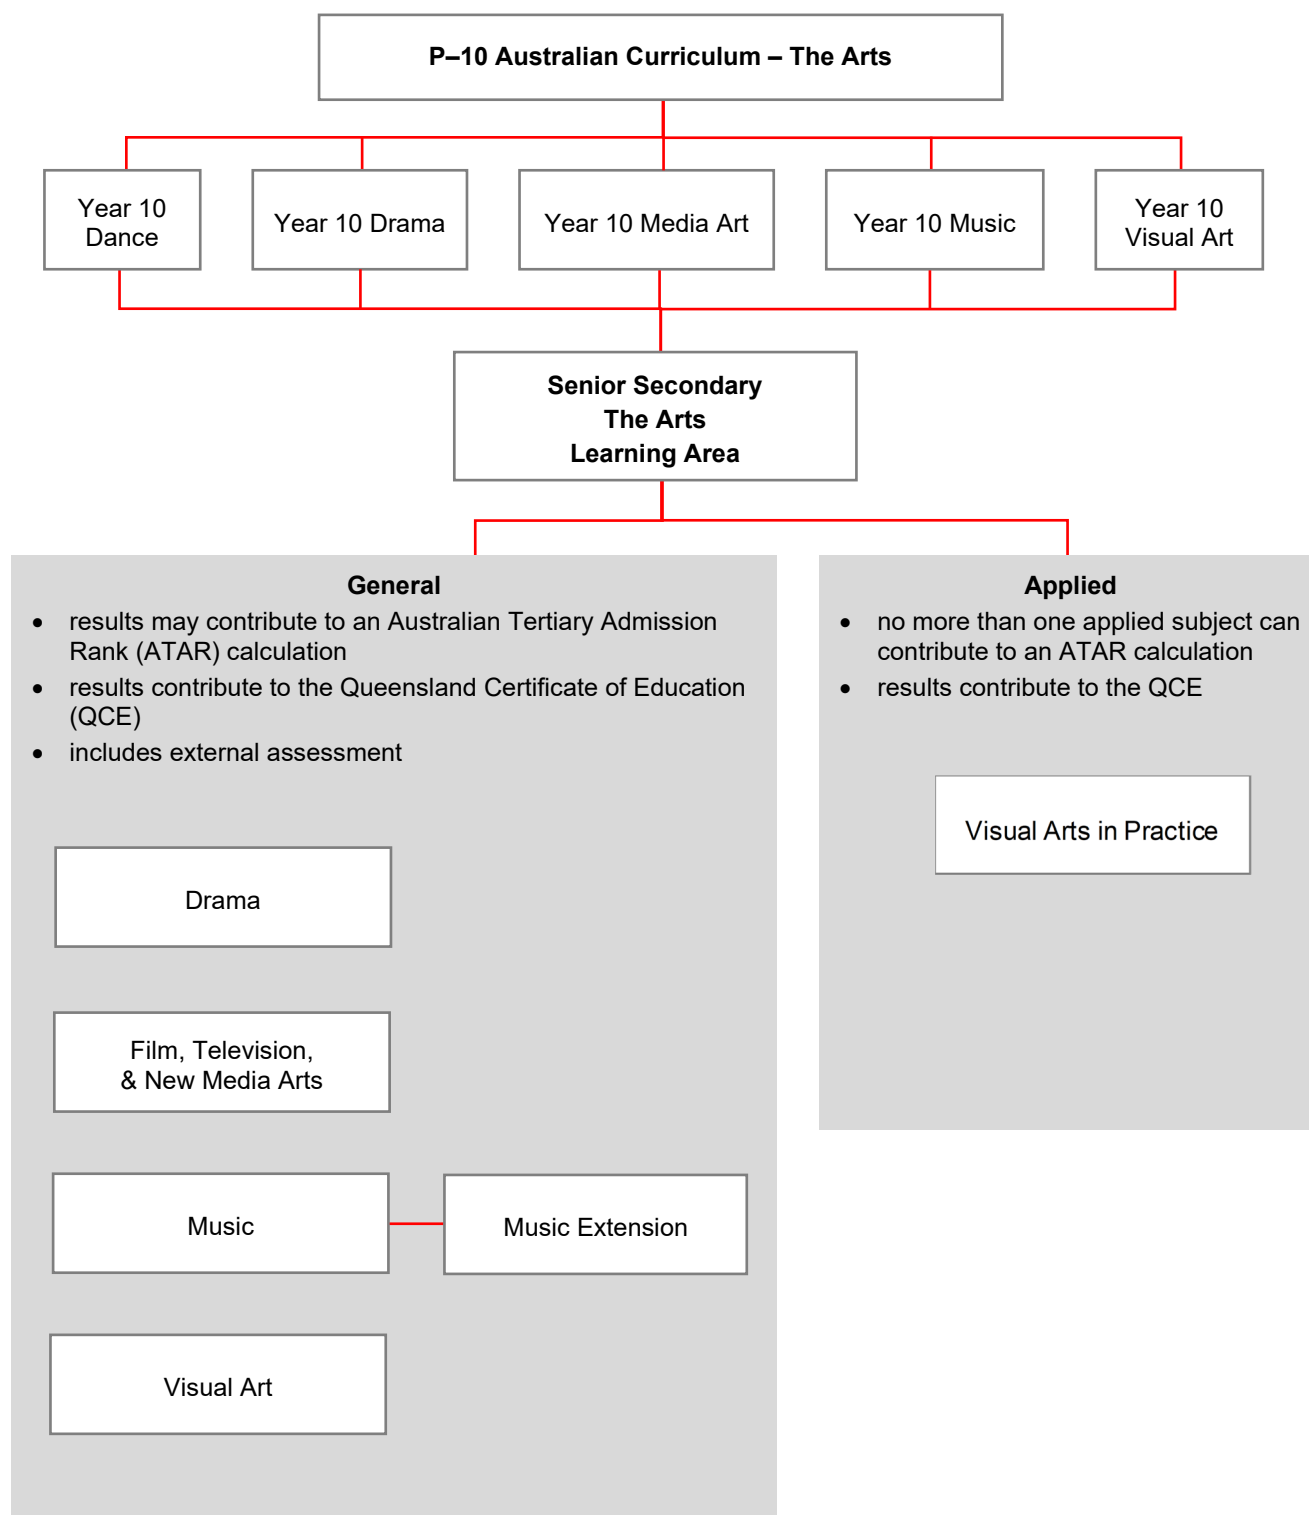 P–10 Australian Curriculum – The Arts
Year 10
Dance
Year 10 Drama
Year 10 Media Art
Year 10 Music
Year 10
Visual Art
Senior Secondary
The Arts
Learning Area
General
• results may contribute to an Australian Tertiary Admission
Rank (ATAR) calculation
• results contribute to the Queensland Certificate of Education
(QCE)
• includes external assessment
Drama
Film, Television,
& New Media Arts
Music
Music Extension
Visual Art
Applied
• no more than one applied subject can
contribute to an ATAR calculation
• results contribute to the QCE
Visual Arts in Practice